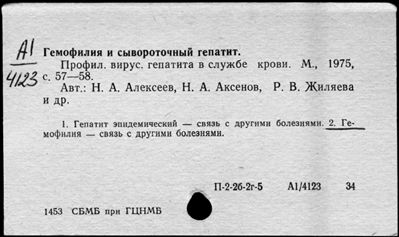 А1
4123
Гемофилия и сывороточный гепатит.
Профил. вирус. гепатита в службе крови. М., 1975,
с. 57—58.
Авт.: Н. А. Алексеев, Н. А. Аксенов, Р. В. Жиляева
и др.
1. Гепатит эпидемический — связь с другими болезнями. 2. Ге-
мофилия — связь с другими болезнями.
П-2-2б-2г-5 А1/4123 34
1453 СБМБ при ГЦНМБ